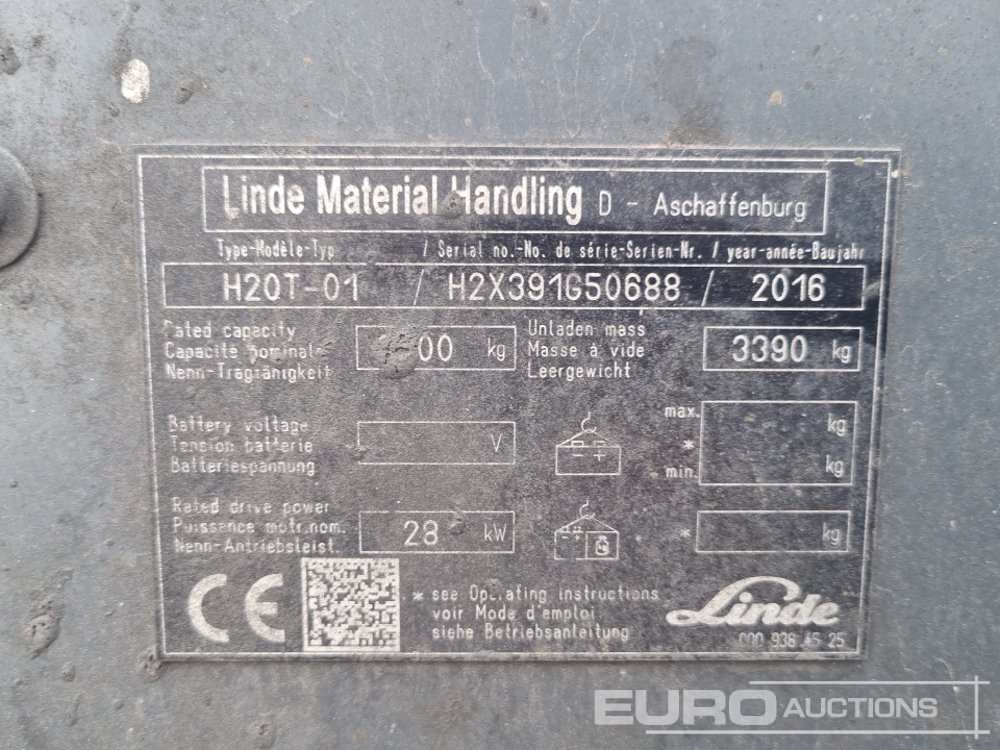 Linde Material Handling D - Aschaffenburg
Type-Modèle-Typ / Serial no.-No. de série-Serien-Nr. / year-année-Baujahr
H20T-01 / H2X391G50688 / 2016
Rated capacity
Capacité nominale
Nenn-Tragfähigkeit
00 kg
Unladen mass
Masse à vide
Leergewicht
3390 kg
Battery voltage
Tension batterie
Batteriespannung
V
max. kg
*
min. kg
Rated drive power
Puissance motr.nom.
Nenn-Antriebsleist.
28 kW
* kg
CE
* see Operating instructions
voir Mode d'emploi
siehe Betriebsanleitung
Linde
000 938 45 25
EURO AUCTIONS